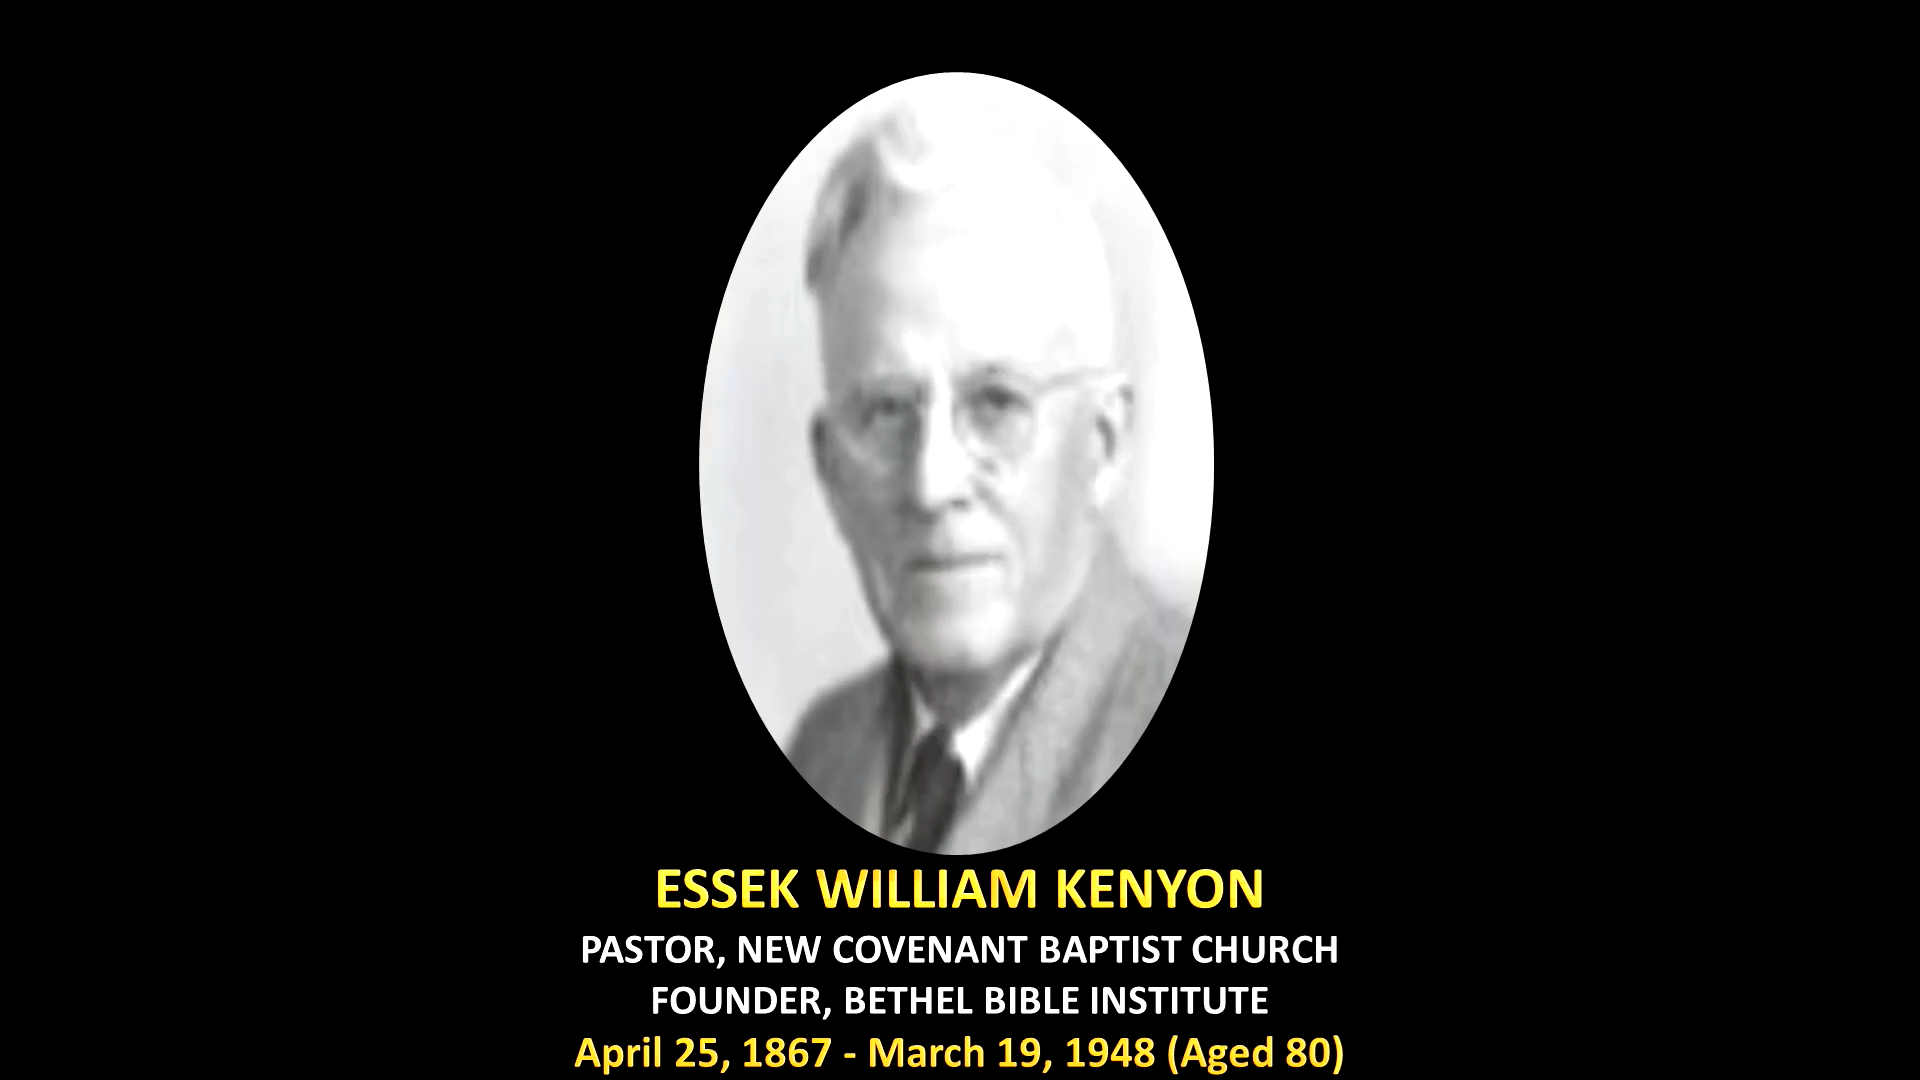 ESSEK WILLIAM KENYON
PASTOR, NEW COVENANT BAPTIST CHURCH
FOUNDER, BETHEL BIBLE INSTITUTE
April 25, 1867 - March 19, 1948 (Aged 80)